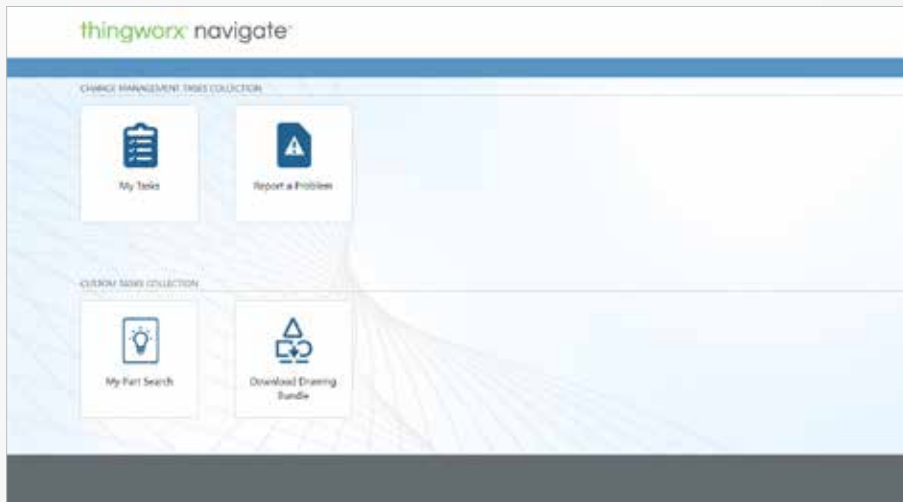 thingworx navigate
CHANGE MANAGEMENT TASKS COLLECTION
My Tasks
Report a Problem
CUSTOM TASKS COLLECTION
My Part Search
Download Drawing
Bundle